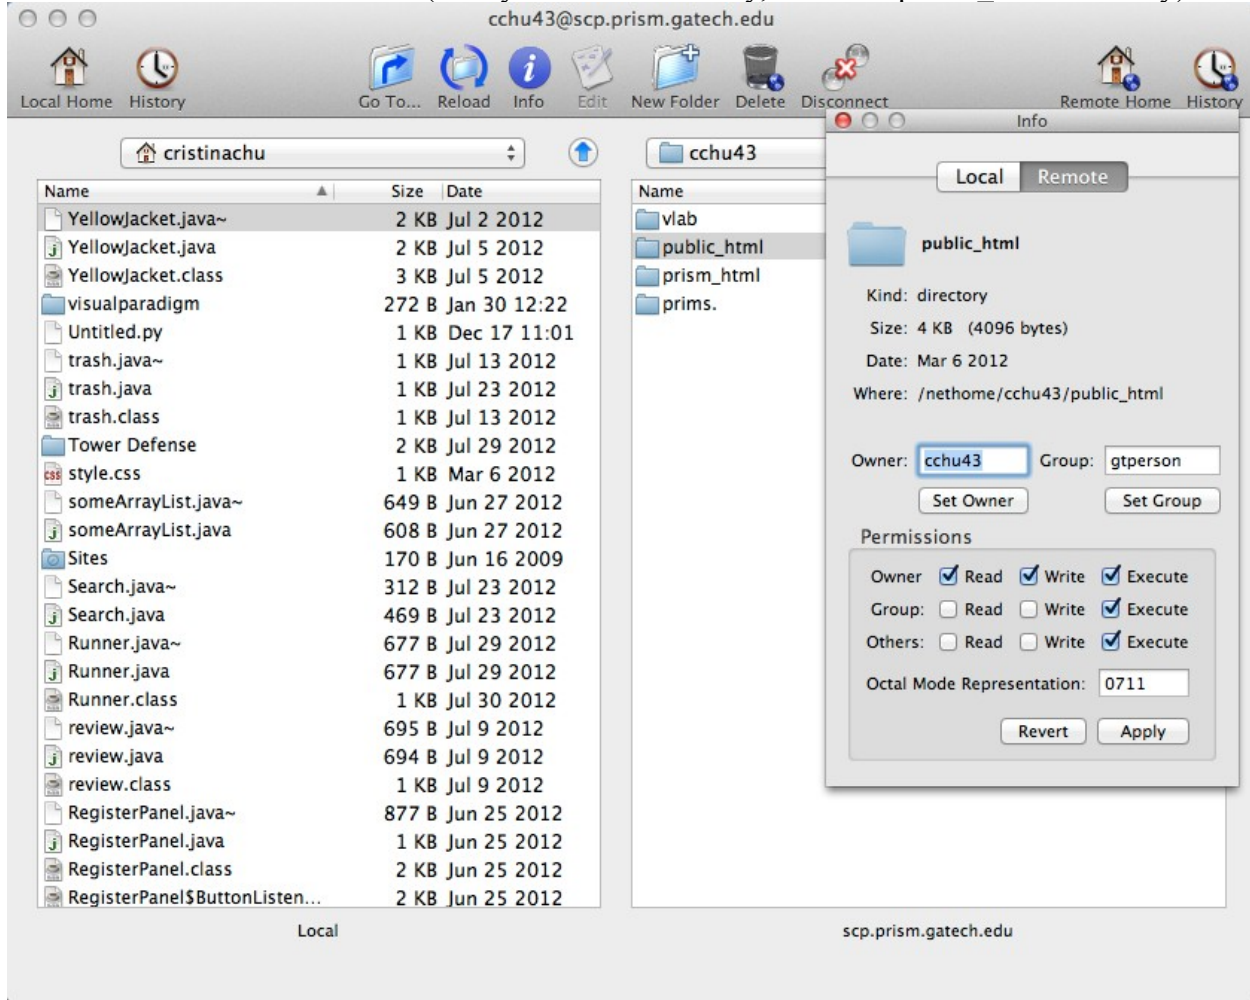 cchu43@scp.prism.gatech.edu
Local Home History Go To... Reload Info Edit New Folder Delete Disconnect Remote Home History
Info
cristinachu
cchu43
Local Remote
Name Size Date
YellowJacket.java~ 2 KB Jul 2 2012
YellowJacket.java 2 KB Jul 5 2012
YellowJacket.class 3 KB Jul 5 2012
visualparadigm 272 B Jan 30 12:22
Untitled.py 1 KB Dec 17 11:01
trash.java~ 1 KB Jul 13 2012
trash.java 1 KB Jul 23 2012
trash.class 1 KB Jul 13 2012
Tower Defense 2 KB Jul 29 2012
css style.css 1 KB Mar 6 2012
someArrayList.java~ 649 B Jun 27 2012
someArrayList.java 608 B Jun 27 2012
Sites 170 B Jun 16 2009
Search.java~ 312 B Jul 23 2012
Search.java 469 B Jul 23 2012
Runner.java~ 677 B Jul 29 2012
Runner.java 677 B Jul 29 2012
Runner.class 1 KB Jul 30 2012
review.java~ 695 B Jul 9 2012
review.java 694 B Jul 9 2012
review.class 1 KB Jul 9 2012
RegisterPanel.java~ 877 B Jun 25 2012
RegisterPanel.java 1 KB Jun 25 2012
RegisterPanel.class 2 KB Jun 25 2012
RegisterPanel$ButtonListen... 2 KB Jun 25 2012
Local
Name
vlab
public_html
prism_html
prims.
scp.prism.gatech.edu
public_html
Kind: directory
Size: 4 KB (4096 bytes)
Date: Mar 6 2012
Where: /nethome/cchu43/public_html
Owner: cchu43 Group: gtperson
Set Owner Set Group
Permissions
Owner Read Write Execute
Group: Read Write Execute
Others: Read Write Execute
Octal Mode Representation: 0711
Revert Apply